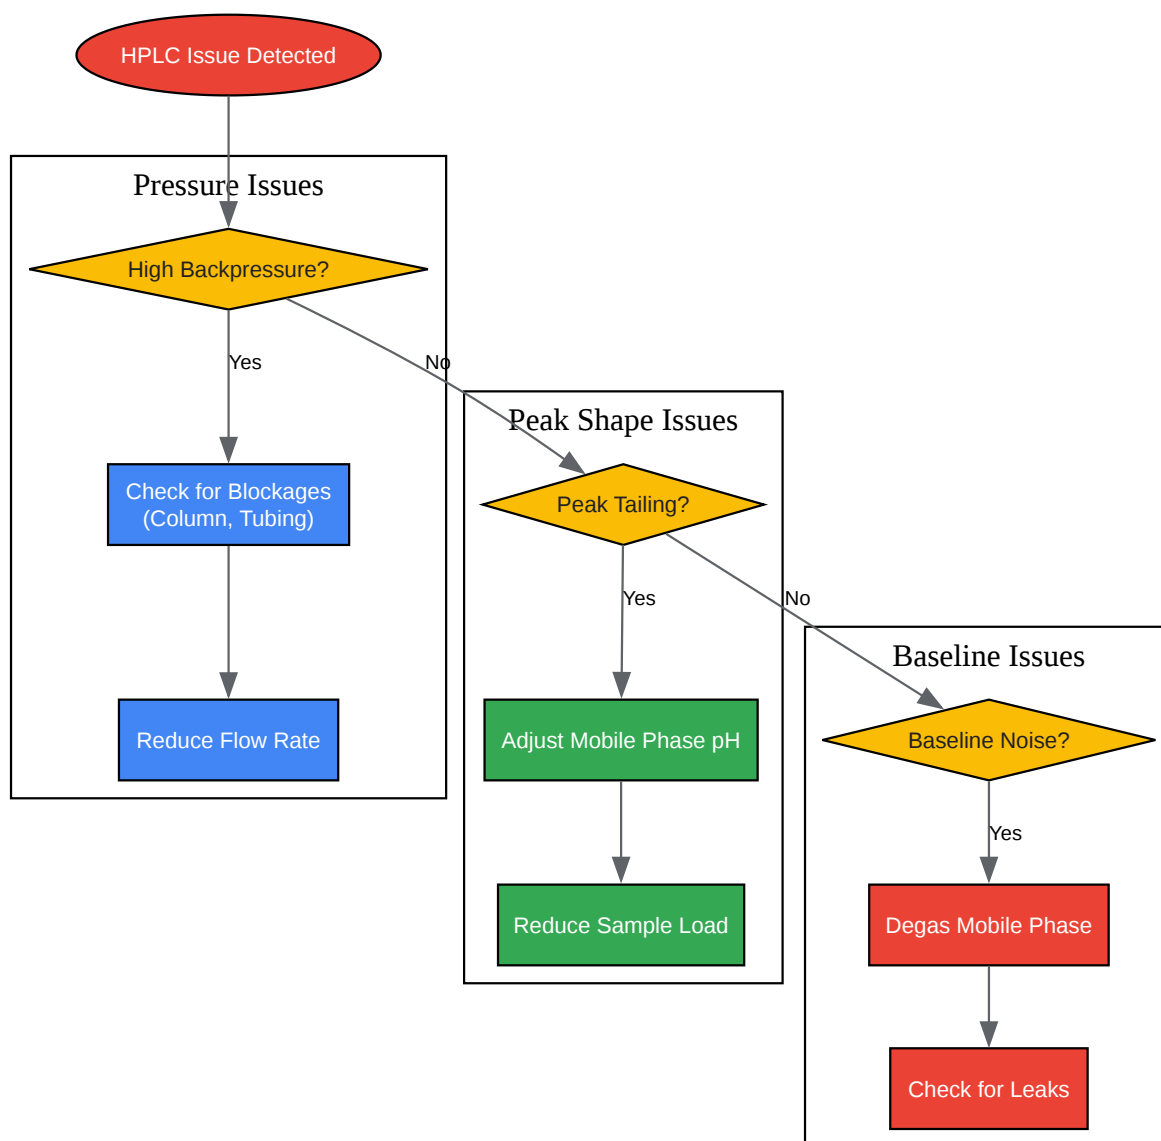 HPLC Issue Detected
Pressure Issues
High Backpressure?
Yes
No
Check for Blockages
(Column, Tubing)
Reduce Flow Rate
Peak Shape Issues
Peak Tailing?
Yes
No
Adjust Mobile Phase pH
Reduce Sample Load
Baseline Issues
Baseline Noise?
Yes
Degas Mobile Phase
Check for Leaks